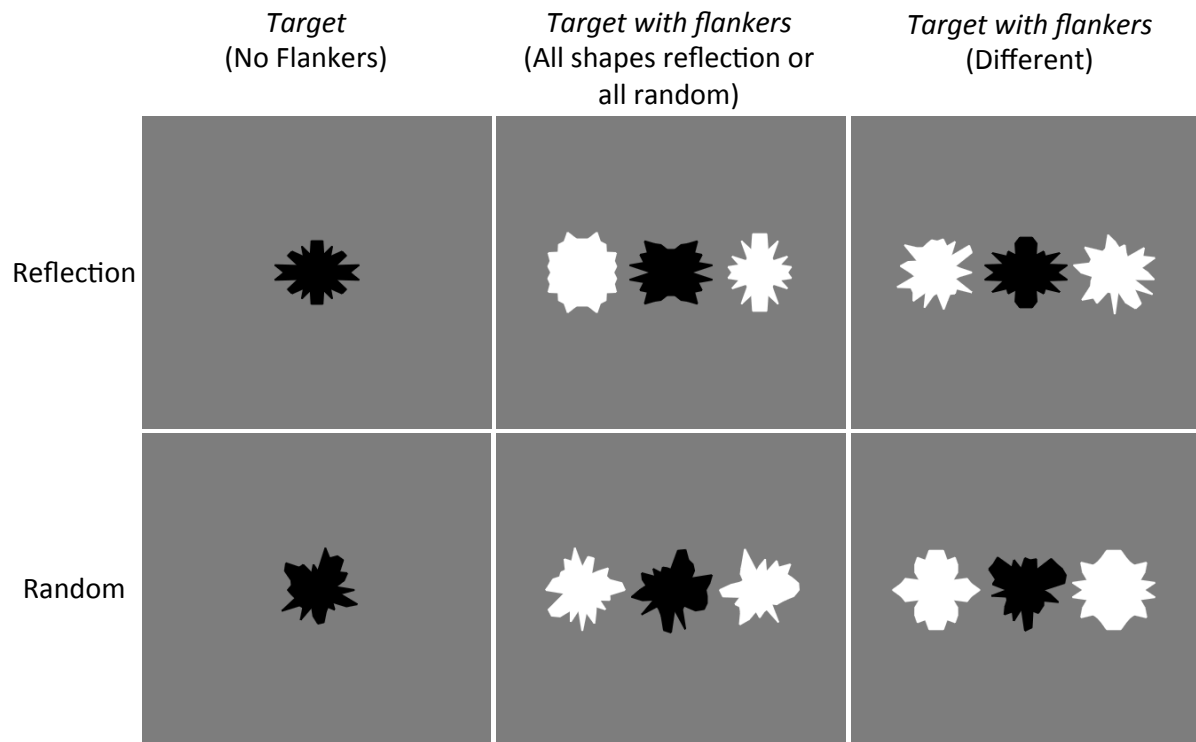 Target
(No Flankers)
Target with flankers
(All shapes reflection or
all random)
Target with flankers
(Different)
Reflection
Random